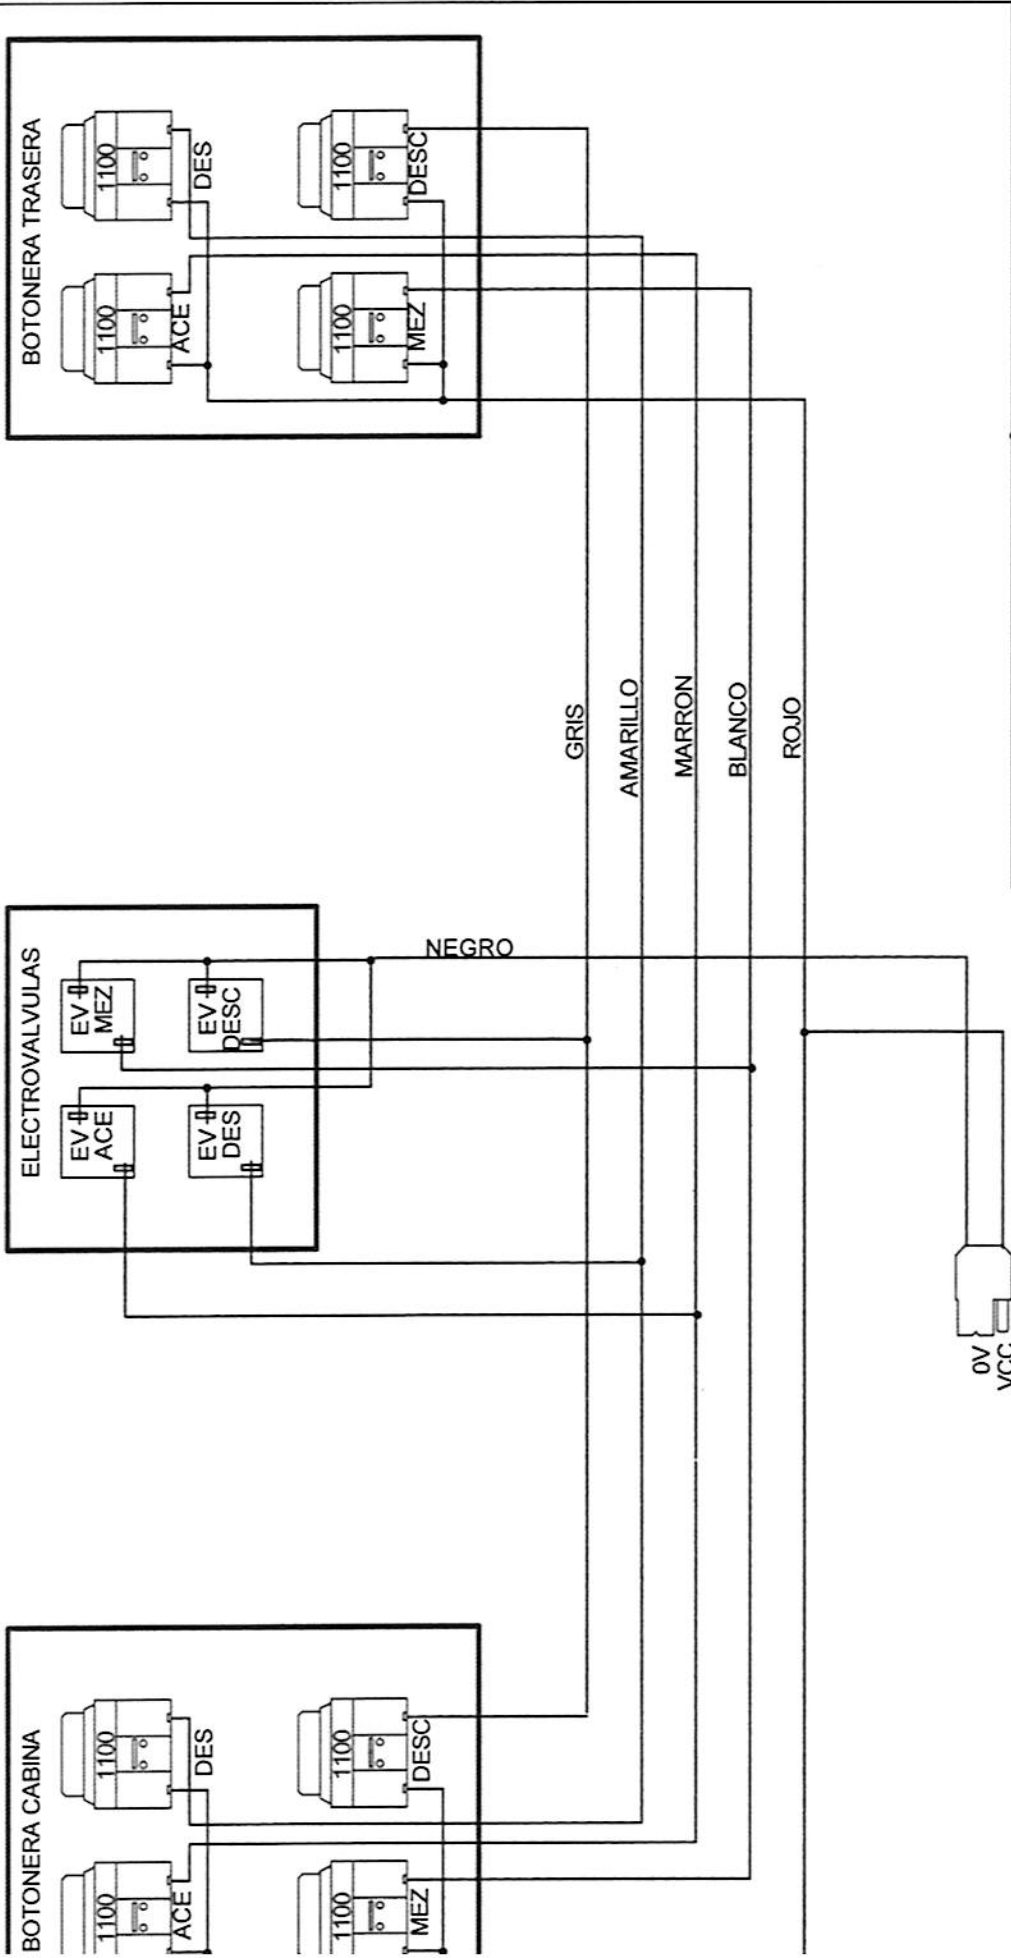 BOTONERA TRASERA
1100
DES
1100
DESC
1100
ACE
1100
MEZ
GRIS
AMARILLO
MARRON
BLANCO
ROJO
NEGRO
ELECTROVALVULAS
EV
MEZ
EV
DESC
EV
ACE
EV
DES
0V
VCC
BOTONERA CABINA
1100
DES
1100
DESC
1100
ACE
1100
MEZ